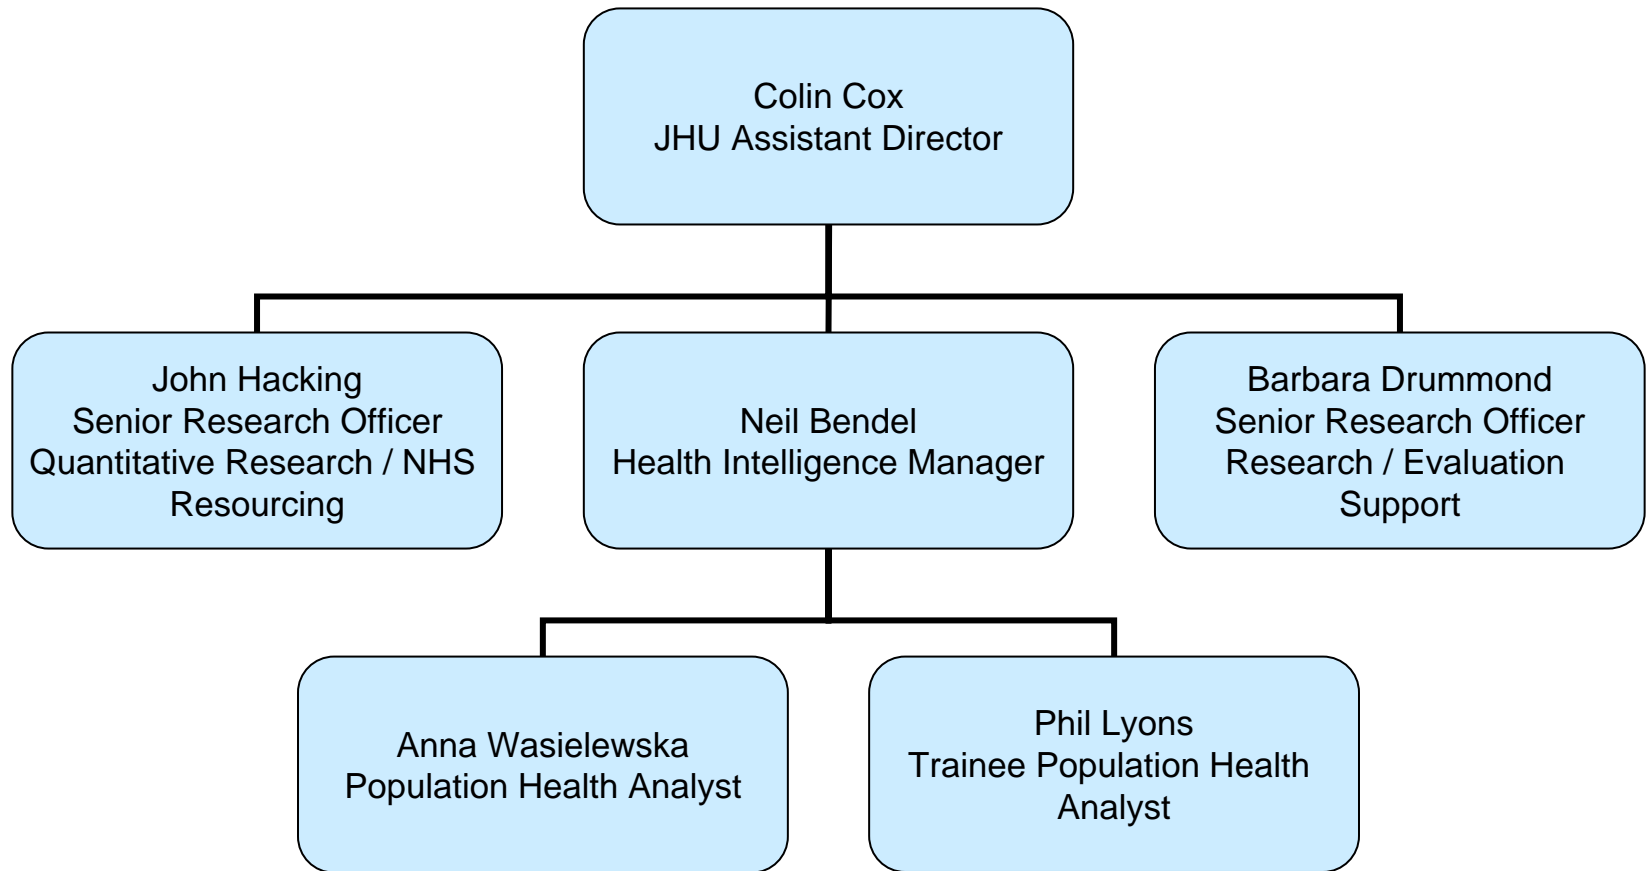 Colin Cox
JHU Assistant Director
John Hacking
Senior Research Officer
Quantitative Research / NHS
Resourcing
Neil Bendel
Health Intelligence Manager
Barbara Drummond
Senior Research Officer
Research / Evaluation
Support
Anna Wasielewska
Population Health Analyst
Phil Lyons
Trainee Population Health
Analyst